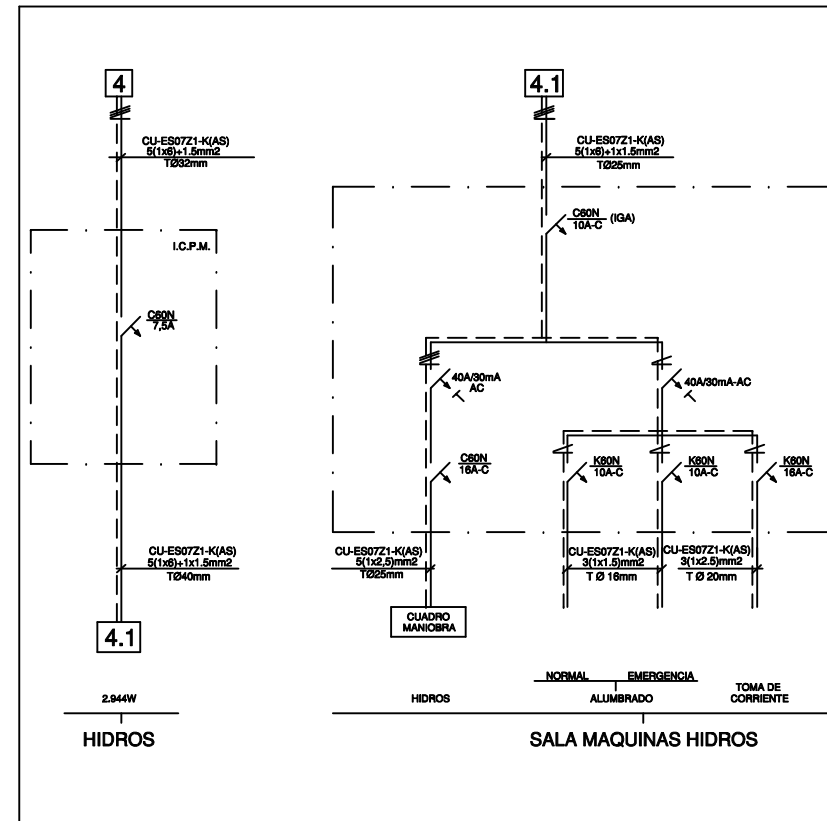 4
CU-ES07Z1-K(AS)
5(1x6)+1.5mm2
TØ32mm
I.C.P.M.
C60N
7,5A
CU-ES07Z1-K(AS)
5(1x6)+1x1.5mm2
TØ40mm
4.1
2.944W
HIDROS
4.1
CU-ES07Z1-K(AS)
5(1x6)+1x1.5mm2
TØ25mm
C60N (IGA)
10A-C
40A/30mA
AC
40A/30mA-AC
C60N
16A-C
K60N
10A-C
K60N
10A-C
K60N
16A-C
CU-ES07Z1-K(AS)
5(1x2,5)mm2
TØ25mm
CU-ES07Z1-K(AS)
3(1x1.5)mm2
T Ø 16mm
CU-ES07Z1-K(AS)
3(1x2.5)mm2
T Ø 20mm
CUADRO
MANIOBRA
NORMAL EMERGENCIA
HIDROS
ALUMBRADO
TOMA DE
CORRIENTE
SALA MAQUINAS HIDROS